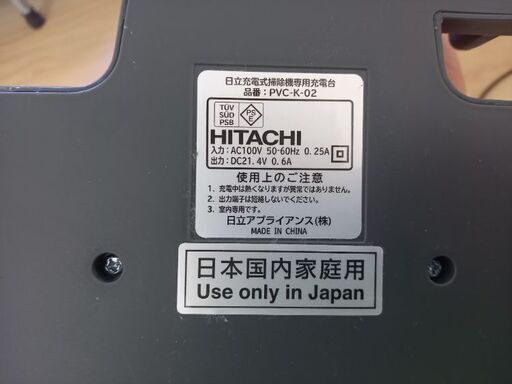 日立充電式掃除機専用充電台
品番：PVC-K-02
TÜV
SÜD
PSB
PS
E
HITACHI
入力：AC100V 50-60Hz 0.25A
出力：DC21.4V 0.6A
使用上のご注意
1. 充電中は熱くなりますが異常ではありません。
2. 出力端子は短絡しないでください。
3. 室内専用です。
日立アプライアンス(株)
MADE IN CHINA
日本国内家庭用
Use only in Japan